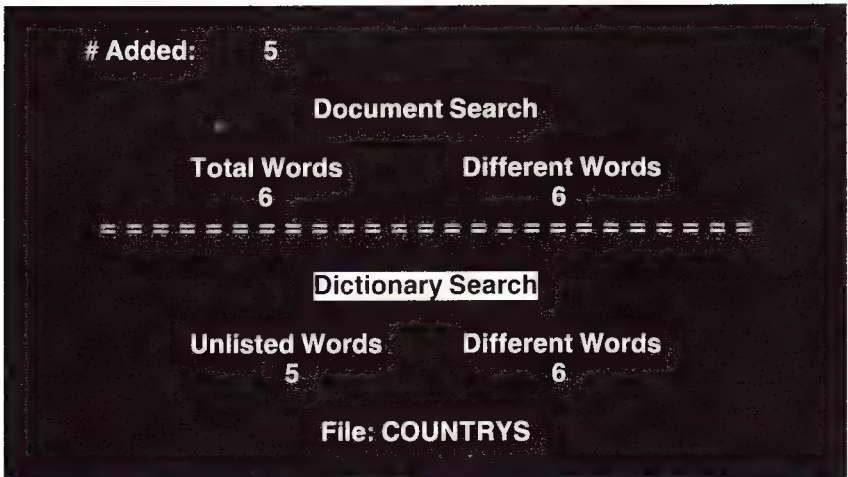 # Added: 5
Document Search
Total Words Different Words
6 6
= = = = = = = = = = = = = = = = = = = = = = = = =
Dictionary Search
Unlisted Words Different Words
5 6
File: COUNTRYS